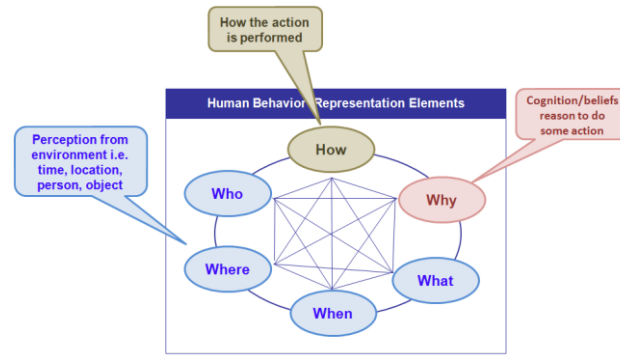 How the action
is performed
Human Behavior Representation Elements
Cognition/beliefs
reason to do
some action
Perception from
environment i.e.
time, location,
person, object
How
Who
Why
Where
What
When